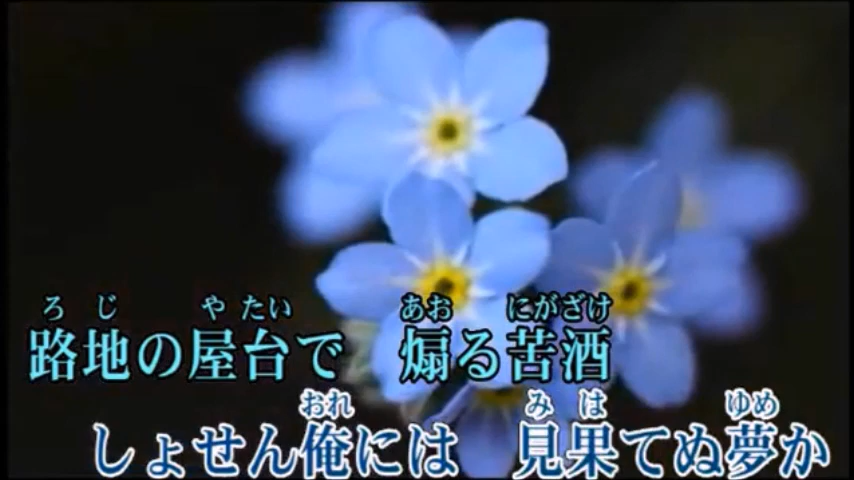 ろじ やたい あお にがざけ
路地の屋台で 煽る苦酒
おれ みは ゆめ
しょせん俺には 見果てぬ夢か